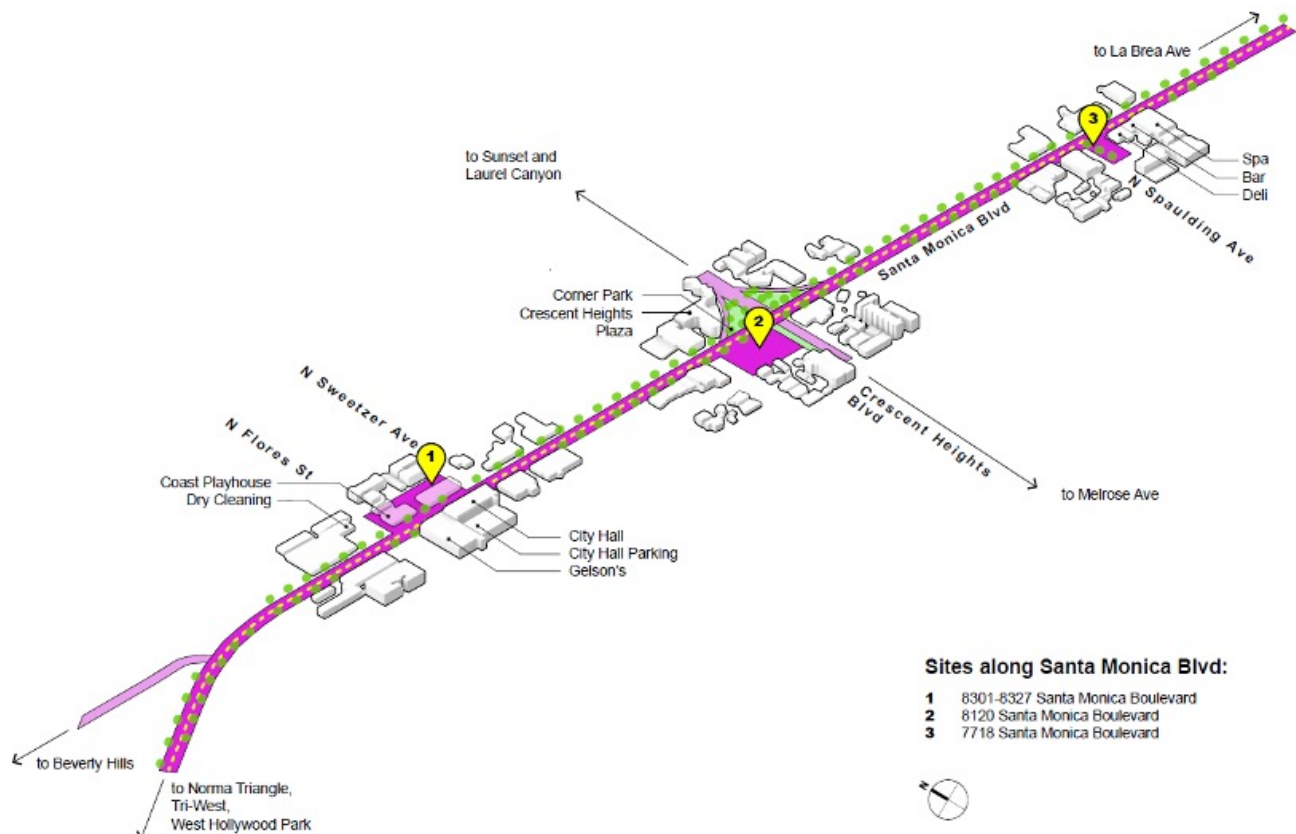 to La Brea Ave
3
to Sunset and
Laurel Canyon
Spa
Bar
Deli
N Spaulding Ave
Santa Monica Blvd
Corner Park
Crescent Heights
Plaza
2
Crescent Heights
Blvd
to Melrose Ave
N Sweetzer Ave
N Flores St
1
Coast Playhouse
Dry Cleaning
City Hall
City Hall Parking
Gelson's
to Beverly Hills
to Norma Triangle,
Tri-West,
West Hollywood Park
Sites along Santa Monica Blvd:
1 8301-8327 Santa Monica Boulevard
2 8120 Santa Monica Boulevard
3 7718 Santa Monica Boulevard
N